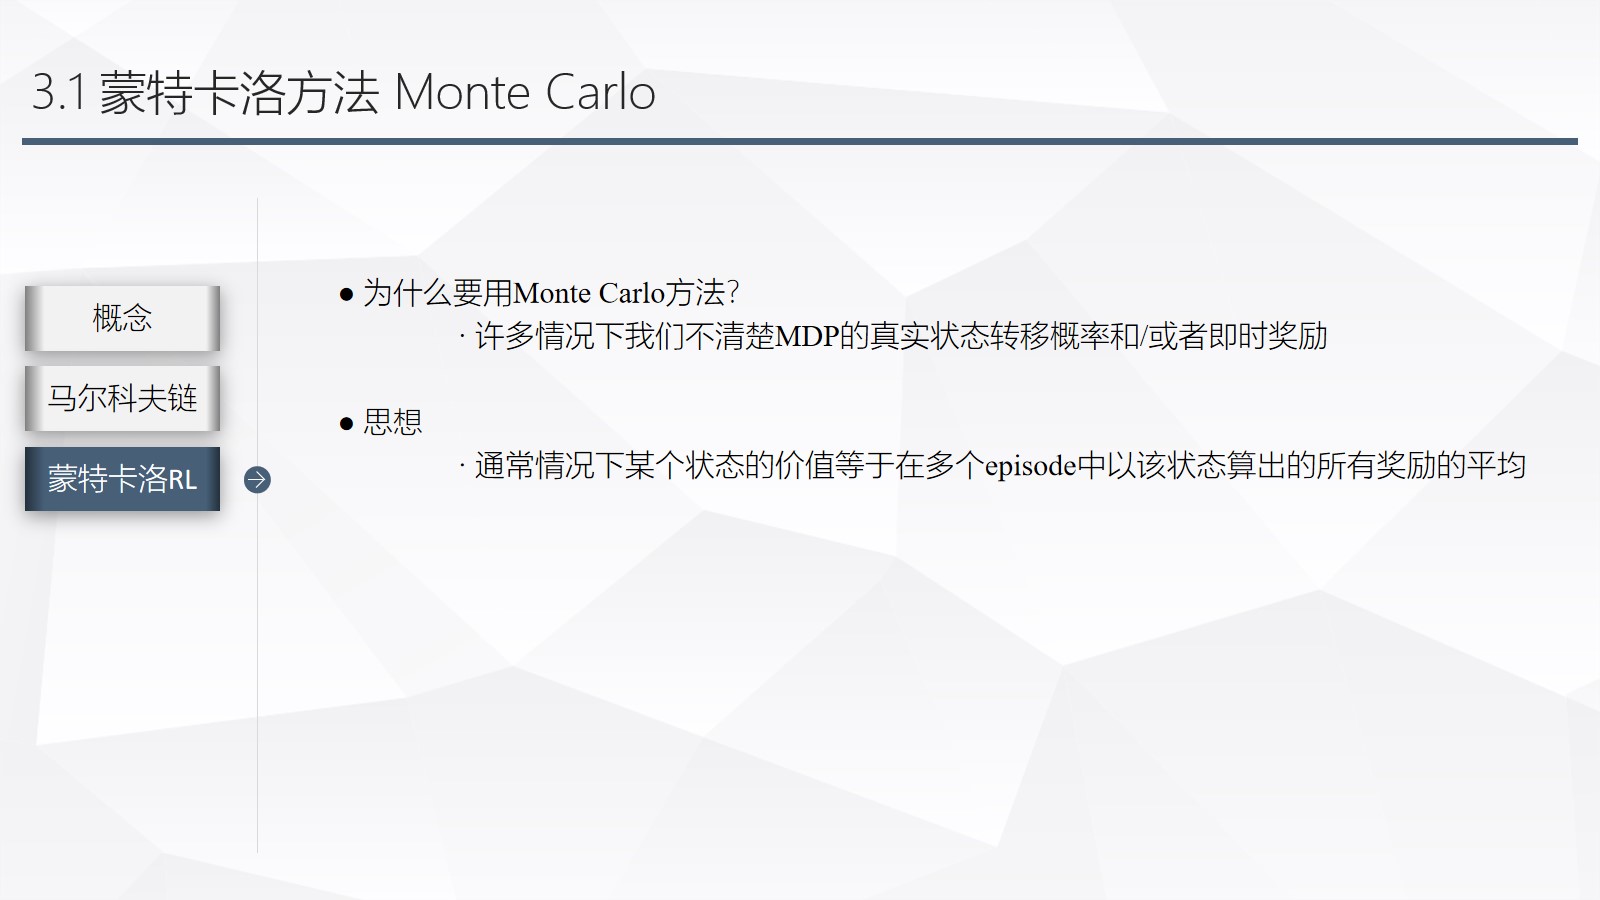 3.1 蒙特卡洛方法 Monte Carlo
概念
马尔科夫链
蒙特卡洛RL
● 为什么要用Monte Carlo方法？
· 许多情况下我们不清楚MDP的真实状态转移概率和/或者即时奖励
● 思想
· 通常情况下某个状态的价值等于在多个episode中以该状态算出的所有奖励的平均